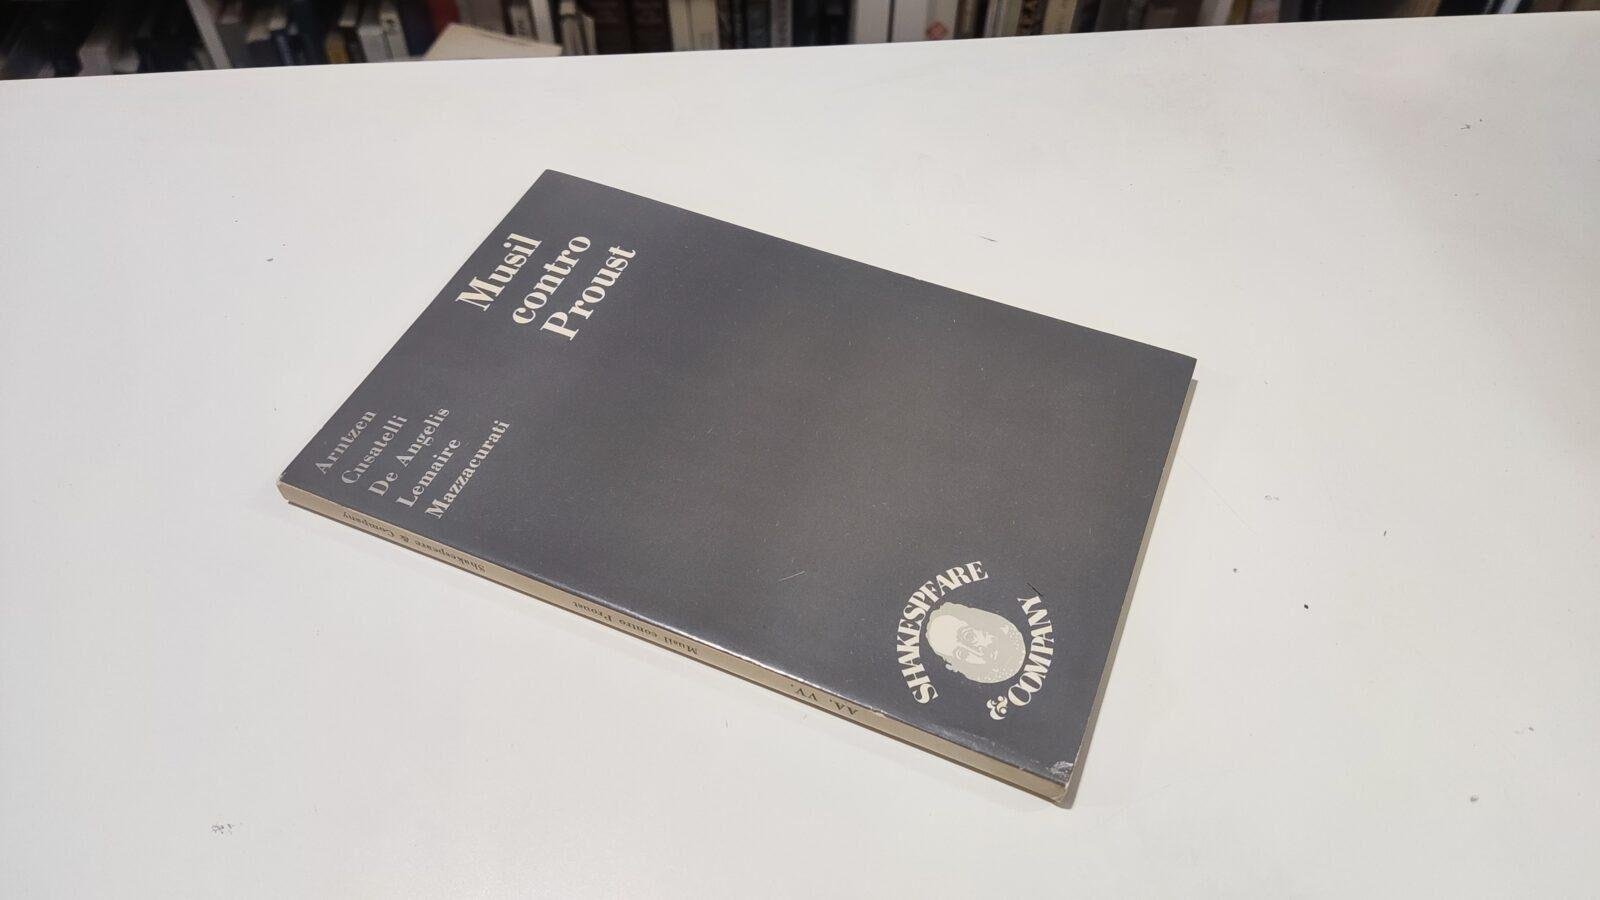 Musil
contro
Proust
Arntzen
Cusatelli
De Angelis
Lemaire
Mazzacurati
SHAKESPEARE
& COMPANY
AA. VV.
Musil contro Proust
Shakespeare & Company